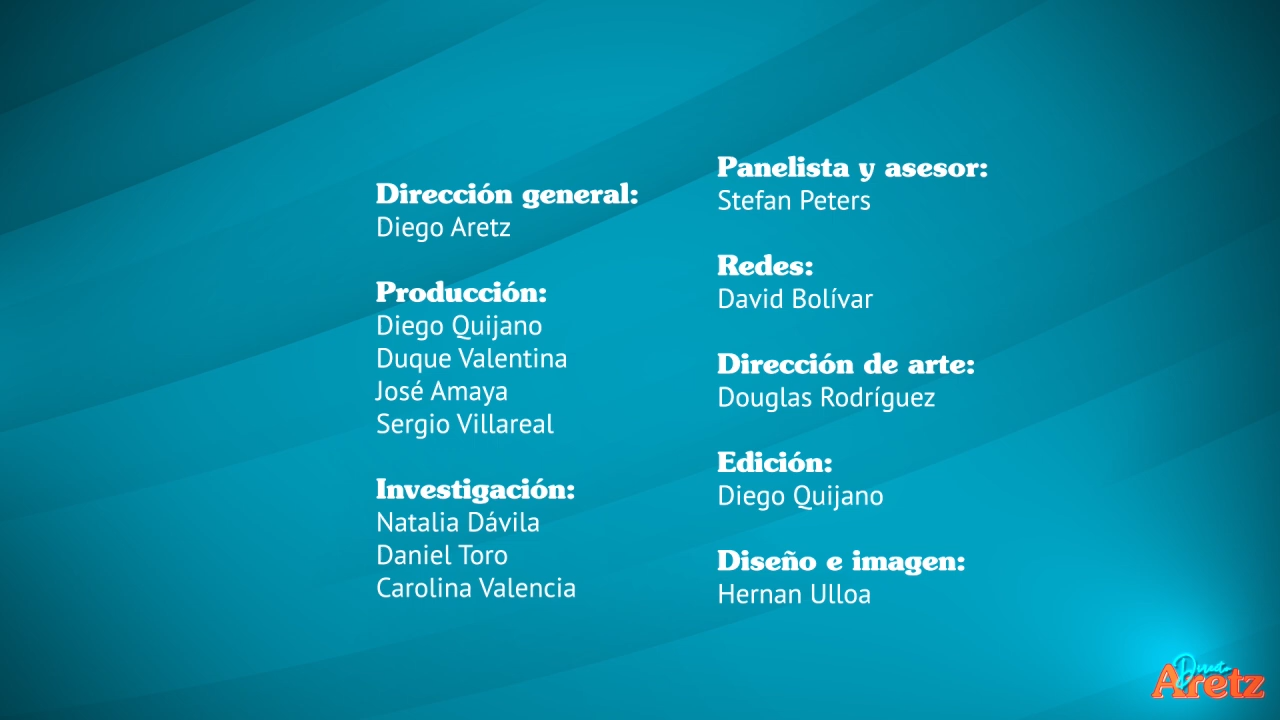 Dirección general:
Diego Aretz
Producción:
Diego Quijano
Duque Valentina
José Amaya
Sergio Villareal
Investigación:
Natalia Dávila
Daniel Toro
Carolina Valencia
Panelista y asesor:
Stefan Peters
Redes:
David Bolívar
Dirección de arte:
Douglas Rodríguez
Edición:
Diego Quijano
Diseño e imagen:
Hernan Ulloa
Directo
Aretz